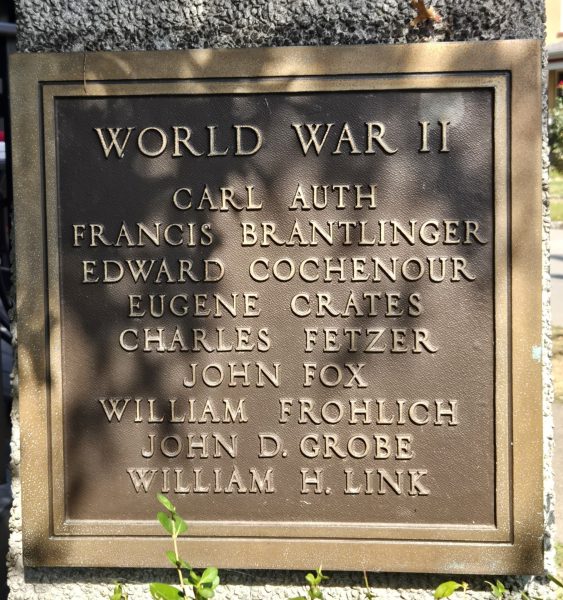 WORLD WAR II
CARL AUTH
FRANCIS BRANTLINGER
EDWARD COCHENOUR
EUGENE CRATES
CHARLES FETZER
JOHN FOX
WILLIAM FROHLICH
JOHN D. GROBE
WILLIAM H. LINK